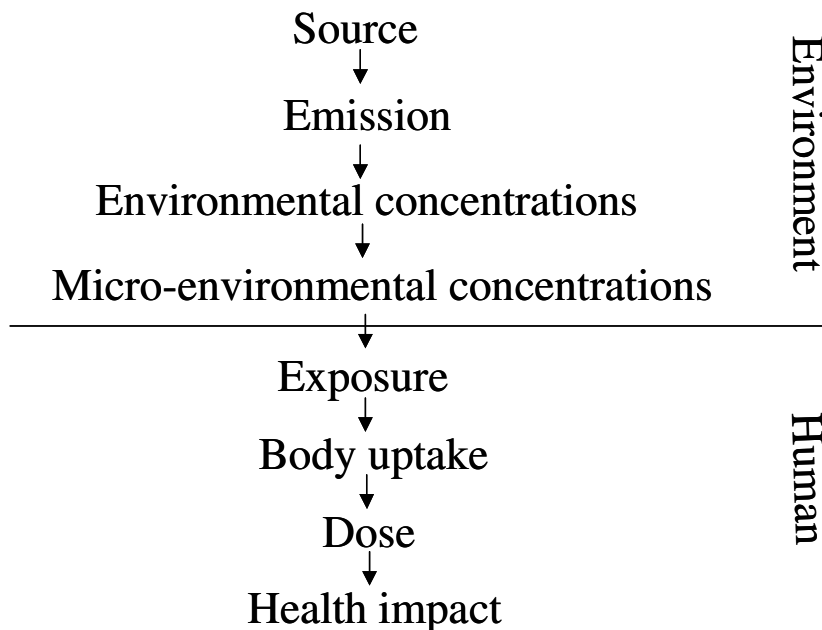 Source
Emission
Environmental concentrations
Micro-environmental concentrations
Environment
Exposure
Body uptake
Dose
Health impact
Human